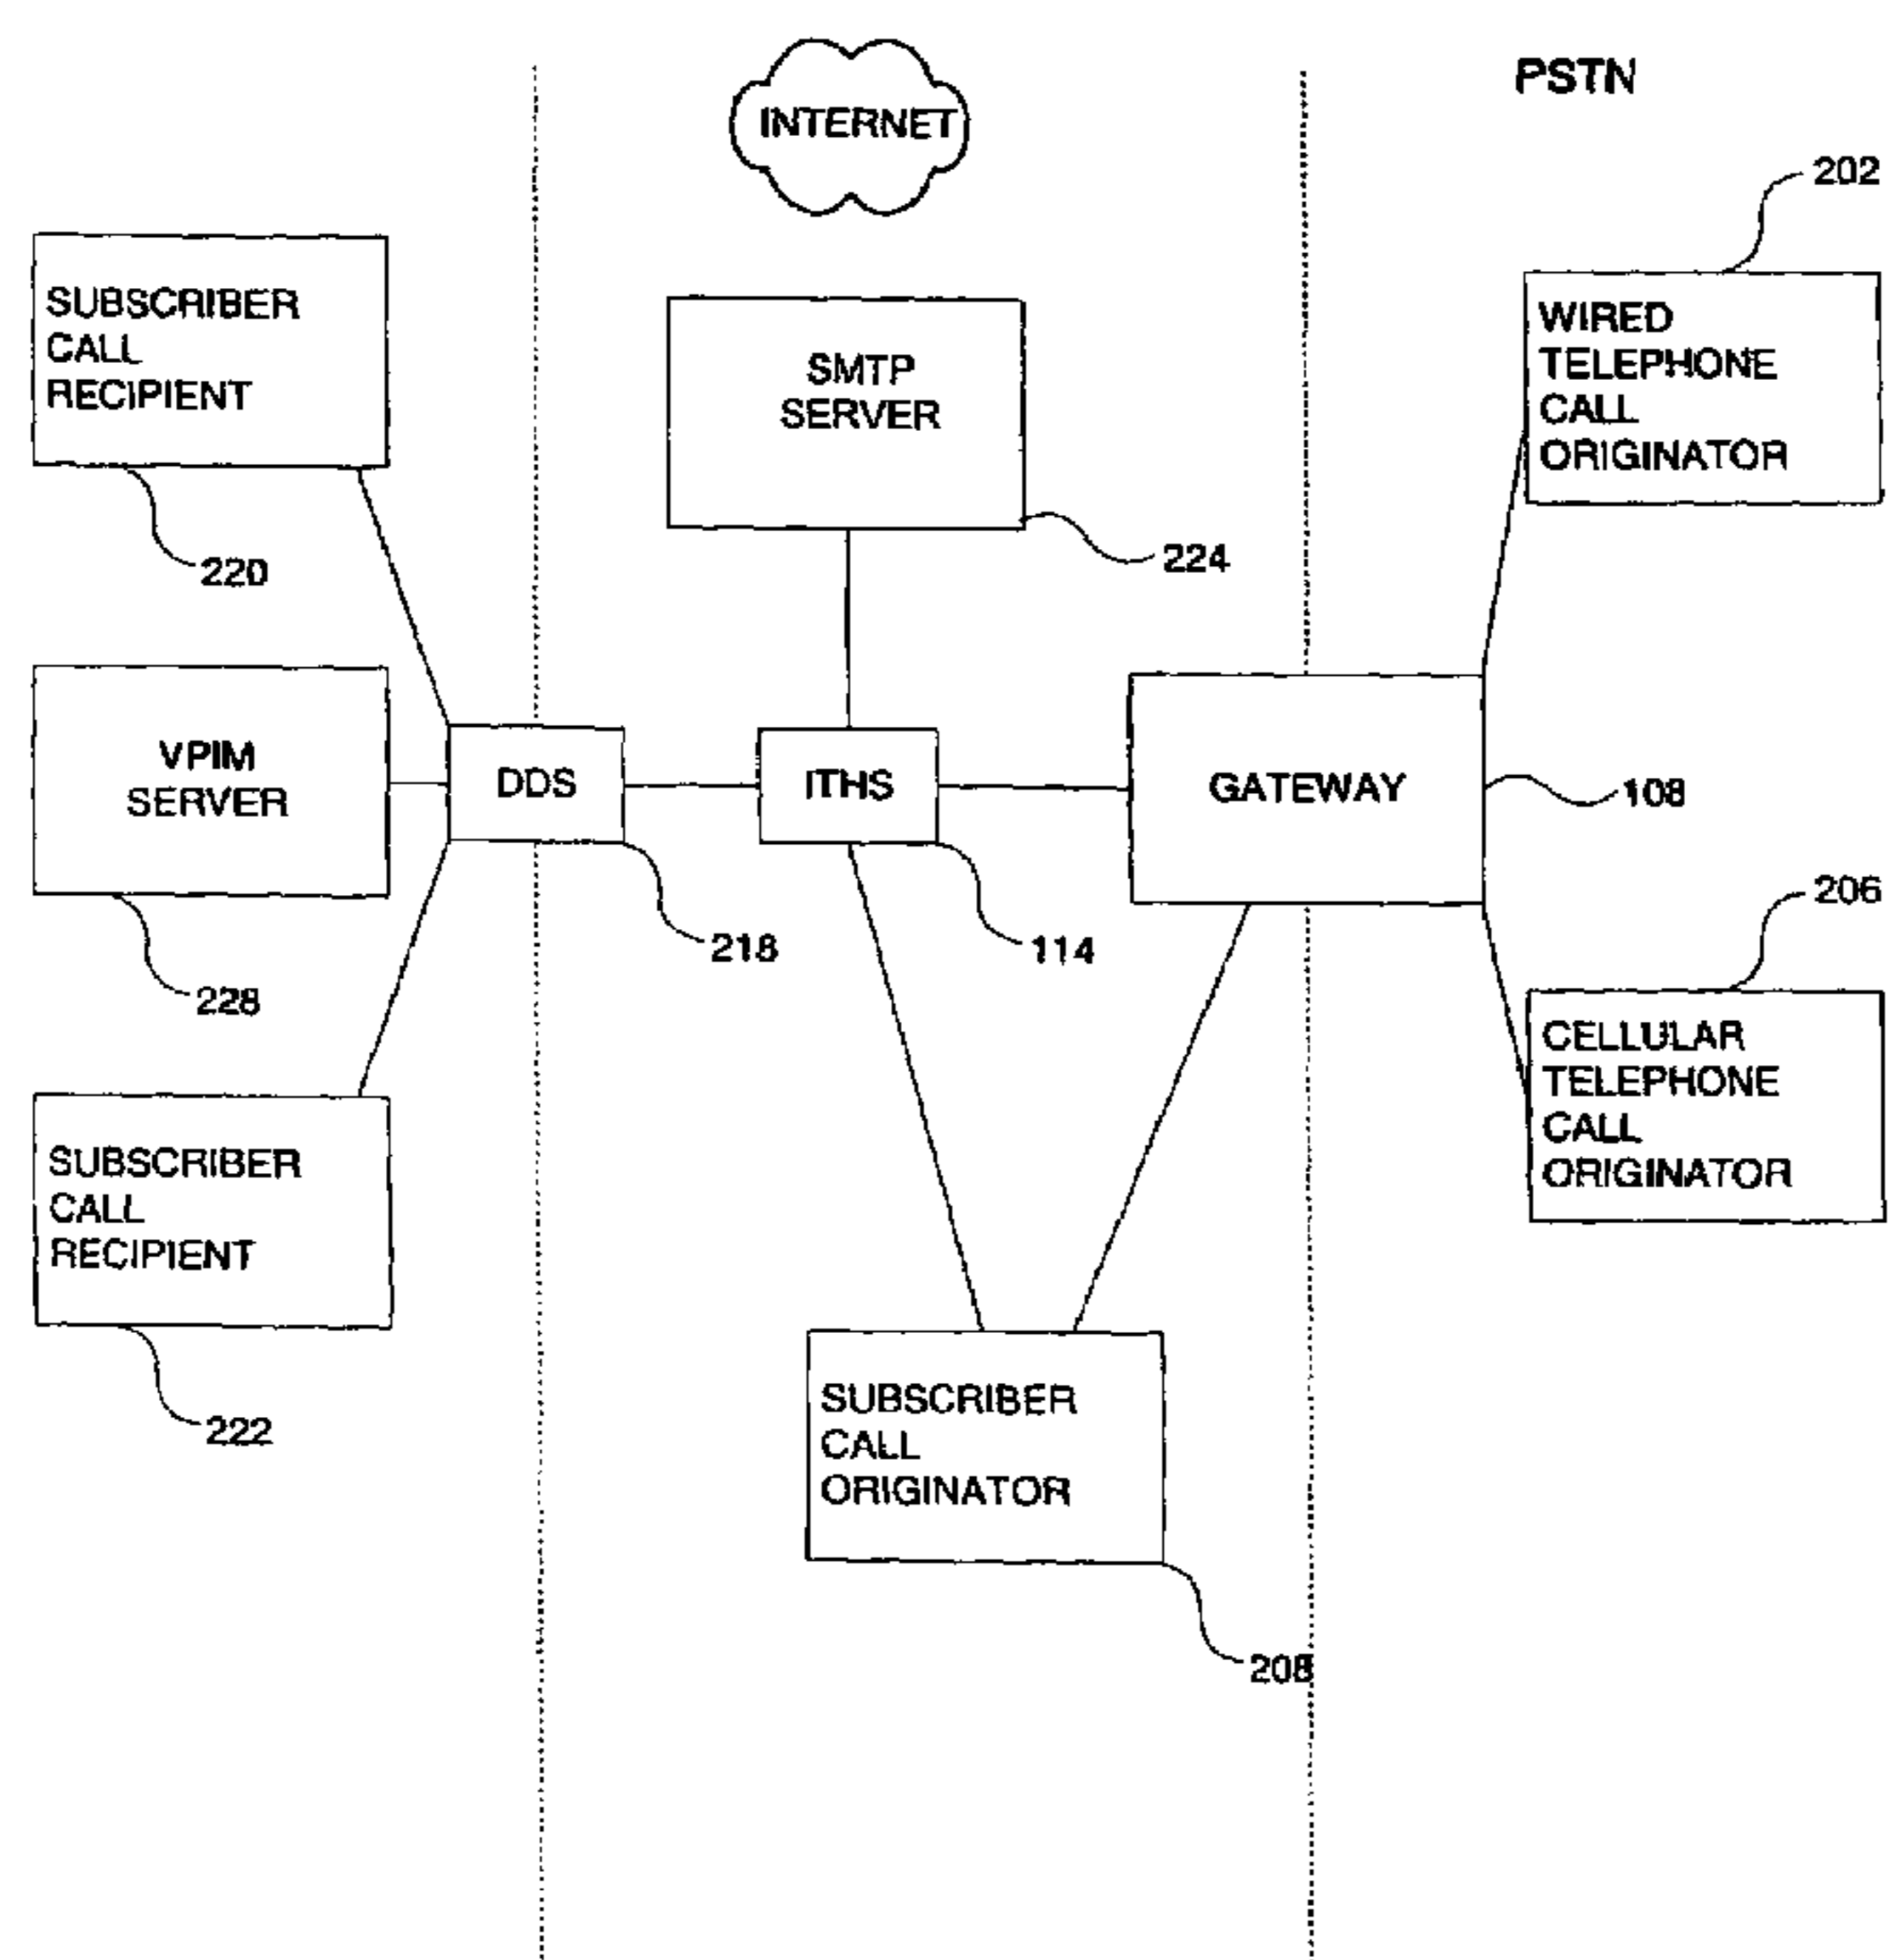 INTERNET
PSTN
202
SUBSCRIBER
CALL
RECIPIENT
220
SMTP
SERVER
224
WIRED
TELEPHONE
CALL
ORIGINATOR
VPIM
SERVER
228
DDS
218
ITHS
114
GATEWAY
108
206
CELLULAR
TELEPHONE
CALL
ORIGINATOR
SUBSCRIBER
CALL
RECIPIENT
222
SUBSCRIBER
CALL
ORIGINATOR
208